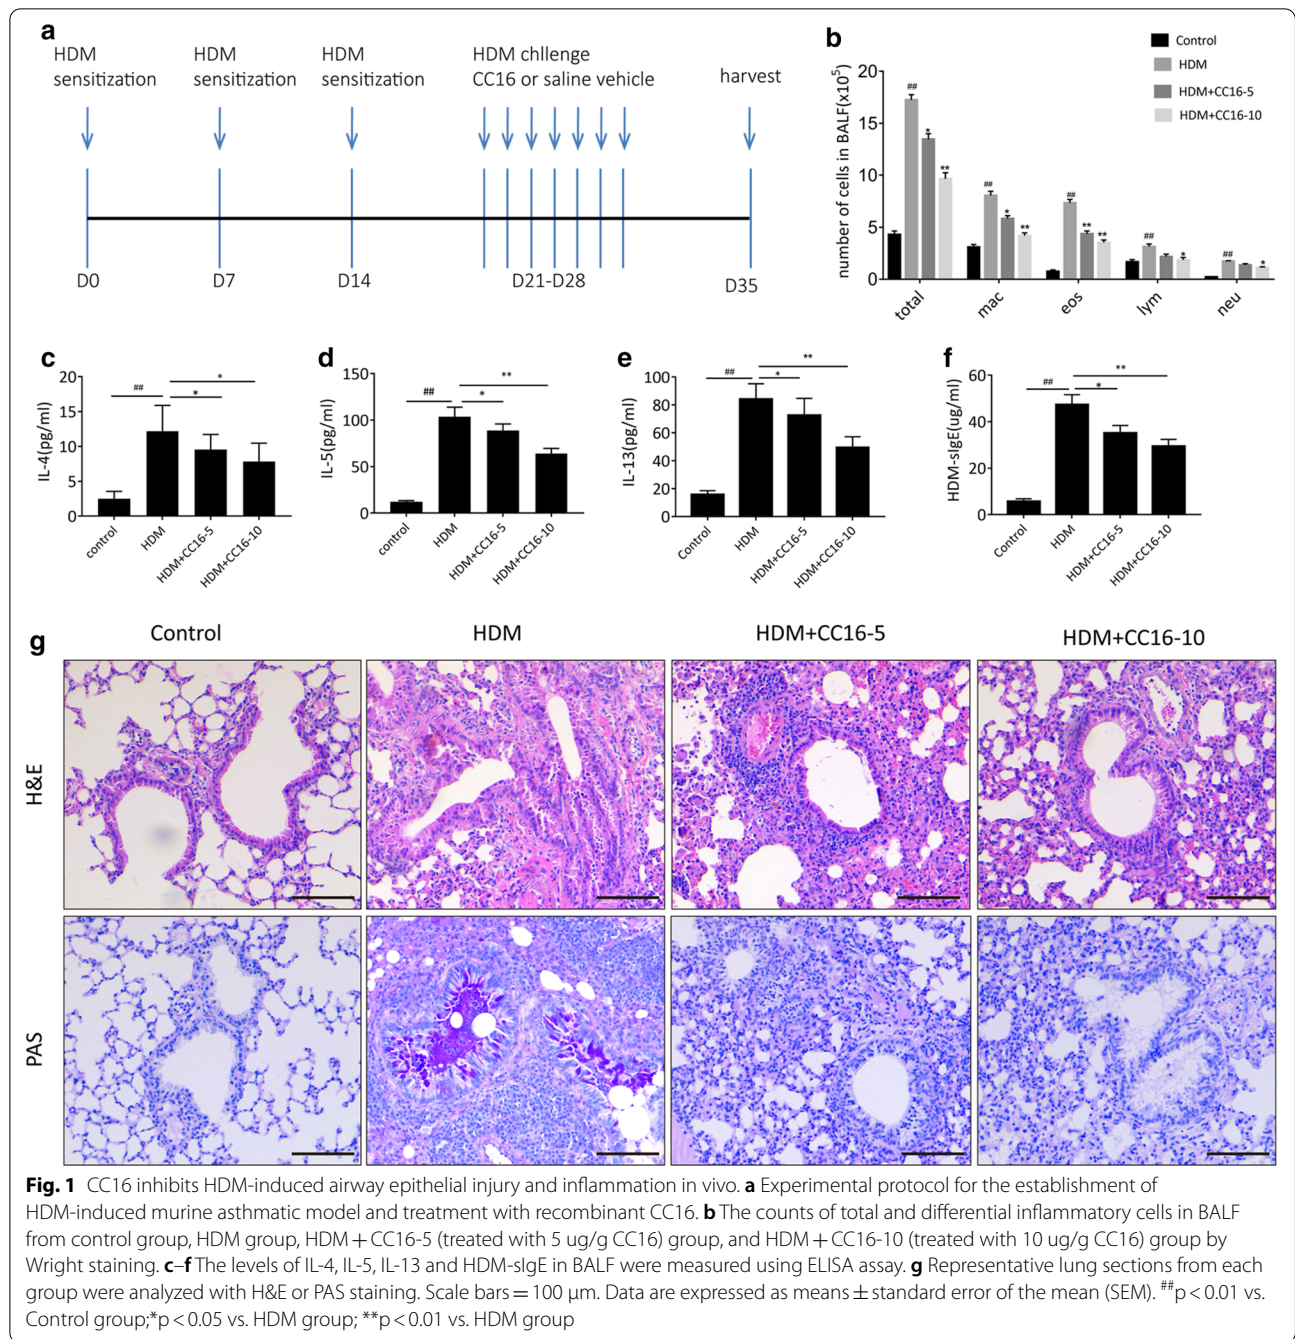 a
HDM
sensitization
HDM
sensitization
HDM
sensitization
HDM chllenge
CC16 or saline vehicle
harvest
D0
D7
D14
D21-D28
D35
b
Control
HDM
HDM+CC16-5
HDM+CC16-10
number of cells in BALF(x10⁵)
20
15
10
5
0
##
*
**
##
*
**
##
**
**
##
*
##
*
total
mac
eos
lym
neu
c
IL-4(pg/ml)
20
15
10
5
0
##
*
*
control
HDM
HDM+CC16-5
HDM+CC16-10
d
IL-5(pg/ml)
150
100
50
0
##
**
*
control
HDM
HDM+CC16-5
HDM+CC16-10
e
IL-13(pg/ml)
100
80
60
40
20
0
##
**
*
Control
HDM
HDM+CC16-5
HDM+CC16-10
f
HDM-sIgE(ug/ml)
60
40
20
0
##
**
*
Control
HDM
HDM+CC16-5
HDM+CC16-10
g
Control
HDM
HDM+CC16-5
HDM+CC16-10
H&E
PAS
Fig. 1 CC16 inhibits HDM-induced airway epithelial injury and inflammation in vivo. a Experimental protocol for the establishment of
HDM-induced murine asthmatic model and treatment with recombinant CC16. b The counts of total and differential inflammatory cells in BALF
from control group, HDM group, HDM + CC16-5 (treated with 5 ug/g CC16) group, and HDM + CC16-10 (treated with 10 ug/g CC16) group by
Wright staining. c–f The levels of IL-4, IL-5, IL-13 and HDM-sIgE in BALF were measured using ELISA assay. g Representative lung sections from each
group were analyzed with H&E or PAS staining. Scale bars = 100 μm. Data are expressed as means ± standard error of the mean (SEM). ##p < 0.01 vs.
Control group;*p < 0.05 vs. HDM group; **p < 0.01 vs. HDM group